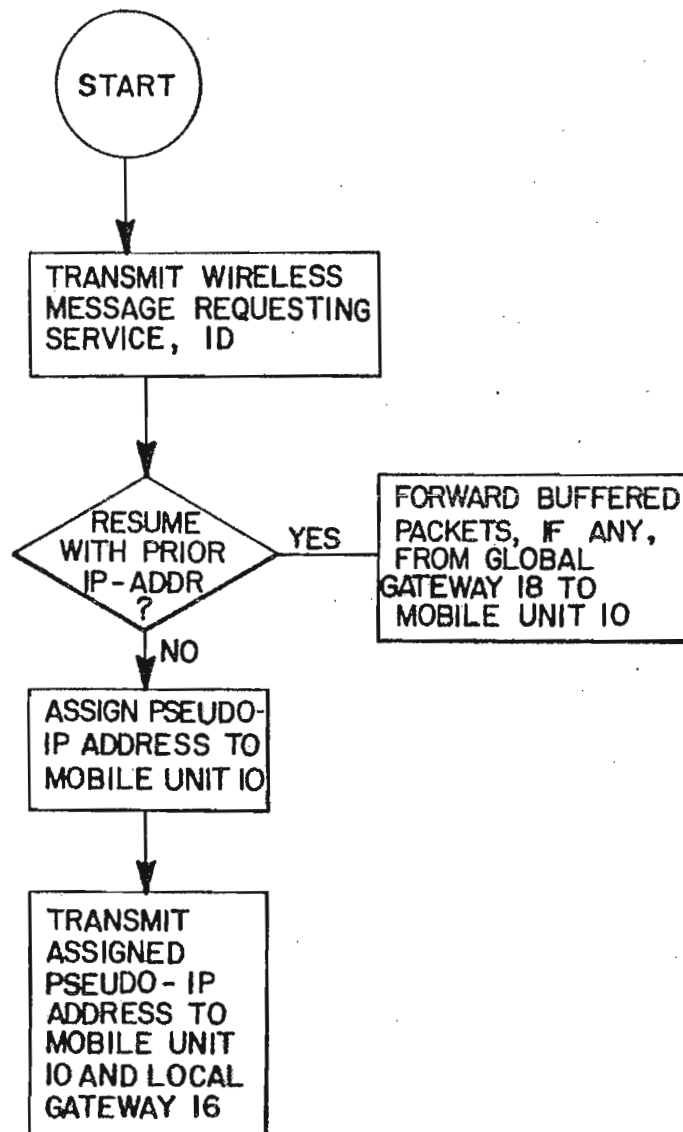 START
TRANSMIT WIRELESS
MESSAGE REQUESTING
SERVICE, ID
RESUME
WITH PRIOR
IP-ADDR
?
YES
FORWARD BUFFERED
PACKETS, IF ANY,
FROM GLOBAL
GATEWAY 18 TO
MOBILE UNIT 10
NO
ASSIGN PSEUDO-
IP ADDRESS TO
MOBILE UNIT 10
TRANSMIT
ASSIGNED
PSEUDO-IP
ADDRESS TO
MOBILE UNIT
10 AND LOCAL
GATEWAY 16